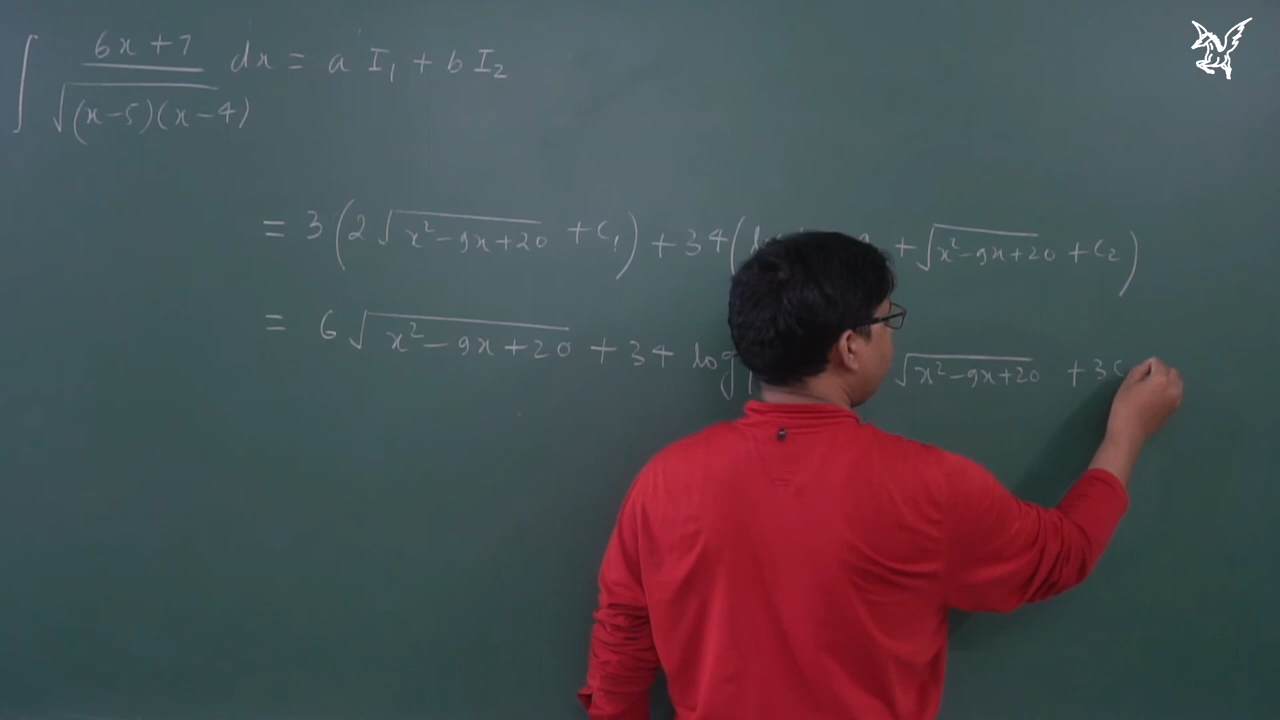 ∫ (6x+7)/√((x-5)(x-4)) dx = a I₁ + b I₂
= 3(2√(x²-9x+20) + C₁) + 34( + √(x²-9x+20) + C₂)
= 6√(x²-9x+20) + 34 log √(x²-9x+20) + 3C